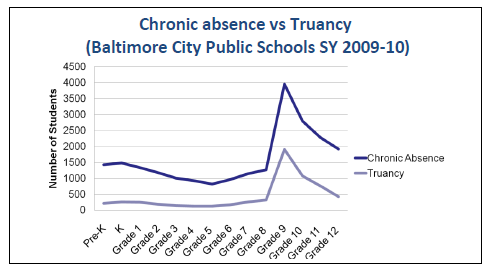 Chronic absence vs Truancy
(Baltimore City Public Schools SY 2009-10)
Number of Students
4500
4000
3500
3000
2500
2000
1500
1000
500
0
Pre-K
K
Grade 1
Grade 2
Grade 3
Grade 4
Grade 5
Grade 6
Grade 7
Grade 8
Grade 9
Grade 10
Grade 11
Grade 12
Chronic Absence
Truancy